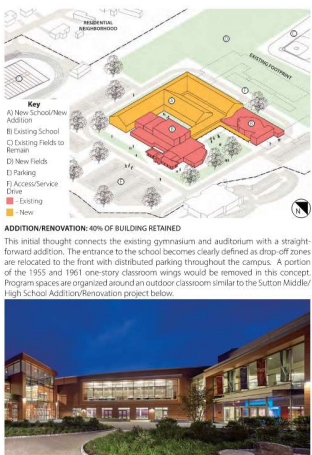 RESIDENTIAL
NEIGHBORHOOD
EXISTING FOOTPRINT
Key
A) New School/New
Addition
B) Existing School
C) Existing Fields to
Remain
D) New Fields
E) Parking
F) Access/Service
Drive
- Existing
- New
N
ADDITION/RENOVATION: 40% OF BUILDING RETAINED
This initial thought connects the existing gymnasium and auditorium with a straight-
forward addition. The entrance to the school becomes clearly defined as drop-off zones
are relocated to the front with distributed parking throughout the campus. A portion
of the 1955 and 1961 one-story classroom wings would be removed in this concept.
Program spaces are organized around an outdoor classroom similar to the Sutton Middle/
High School Addition/Renovation project below.